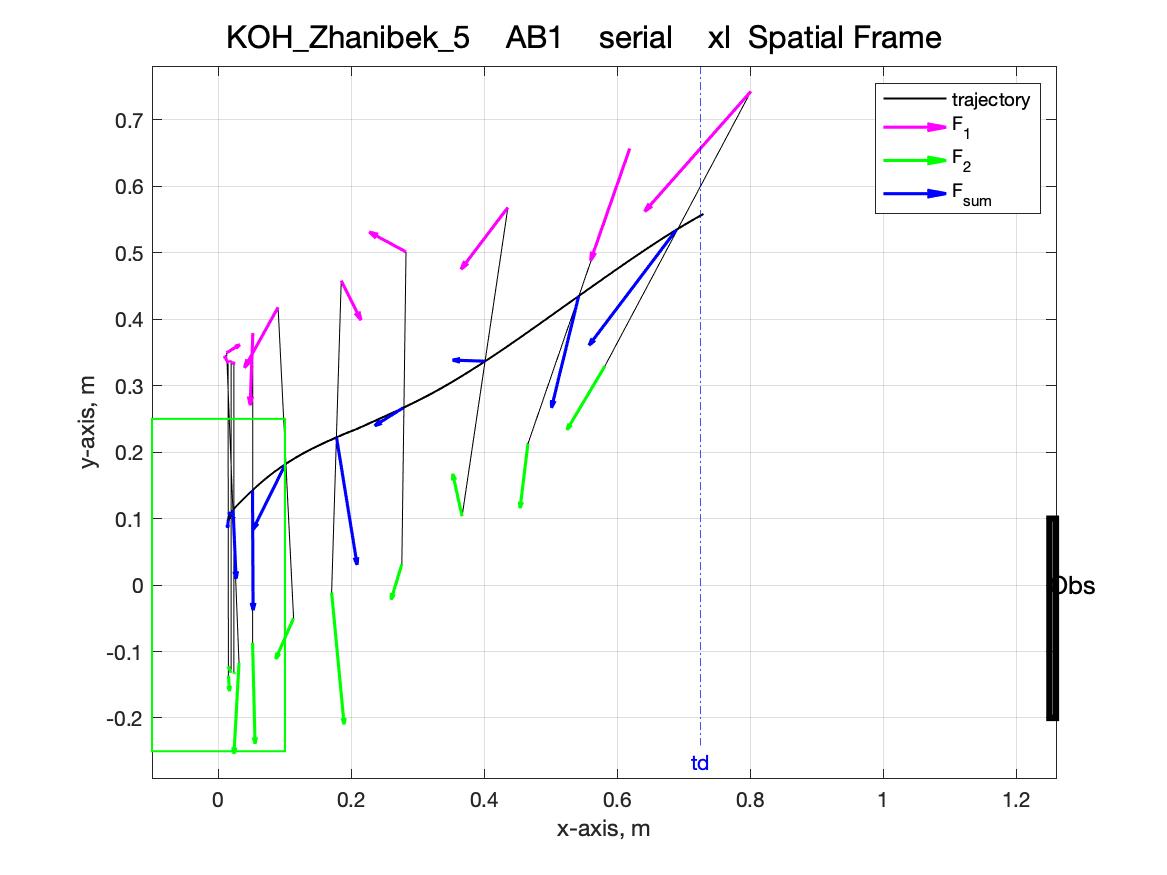 KOH_Zhanibek_5 AB1 serial xl Spatial Frame
trajectory
F1
F2
Fsum
0.7
0.6
0.5
0.4
0.3
0.2
0.1
0
-0.1
-0.2
y-axis, m
Obs
td
0 0.2 0.4 0.6 0.8 1 1.2
x-axis, m